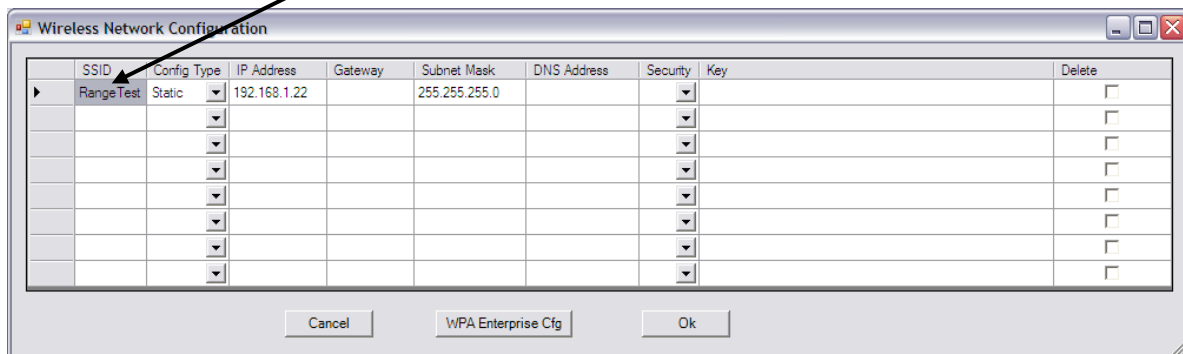 Wireless Network Configuration
SSID Config Type IP Address Gateway Subnet Mask DNS Address Security Key Delete
RangeTest Static 192.168.1.22 255.255.255.0
Cancel WPA Enterprise Cfg Ok